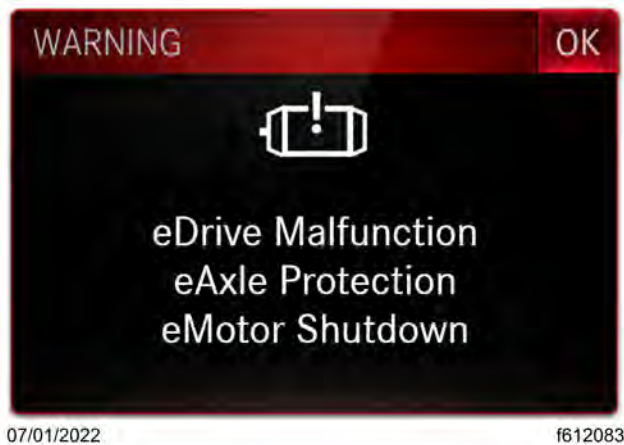 WARNING OK
eDrive Malfunction
eAxle Protection
eMotor Shutdown
07/01/2022 f612083